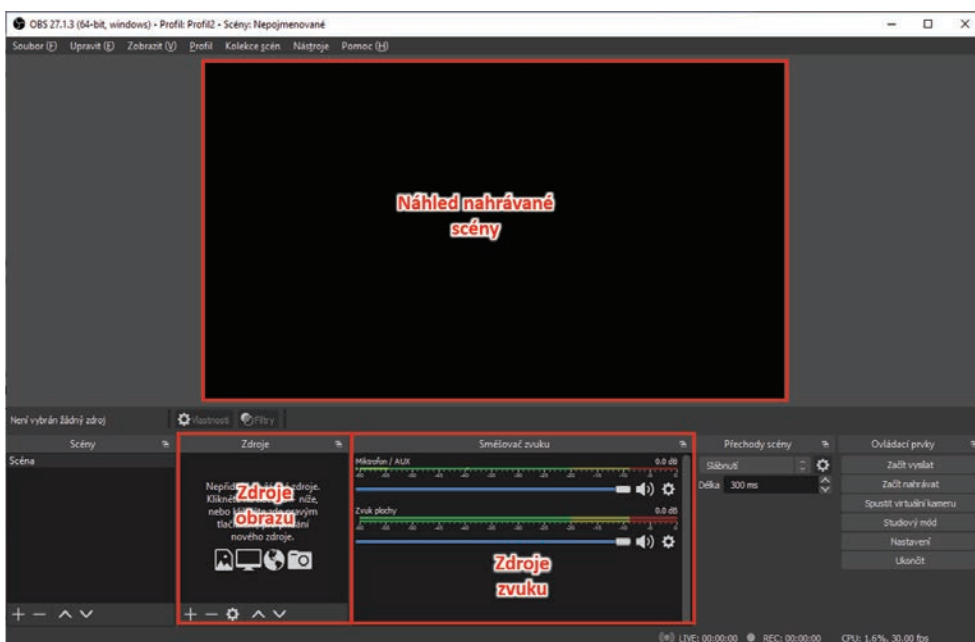 OBS 27.1.3 (64-bit, windows) - Profil: Profil2 - Scény: Nepojmenované
Soubor (F) Upravit (E) Zobrazit (V) Profil Kolekce scén Nástroje Pomoc (H)
Náhled nahrávané
scény
Není vybrán žádný zdroj Vlastnosti Filtry
Scény
Scéna
Zdroje
Zdroje
obrazu
nového zdroje.
Směšovač zvuku
Mikrofon / AUX 0.0 dB
Zvuk plochy 0.0 dB
Zdroje
zvuku
Přechody scény
Slábnutí
Délka 300 ms
Ovládací prvky
Začít vysílat
Začít nahrávat
Spustit virtuální kameru
Studiový mód
Nastavení
Ukončit
LIVE: 00:00:00 REC: 00:00:00 CPU: 1.6%, 30.00 fps